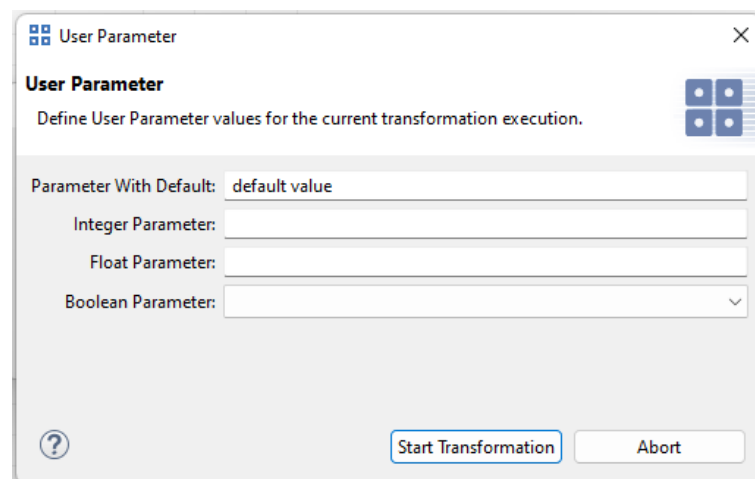 User Parameter
User Parameter
Define User Parameter values for the current transformation execution.
Parameter With Default: default value
Integer Parameter:
Float Parameter:
Boolean Parameter:
Start Transformation Abort